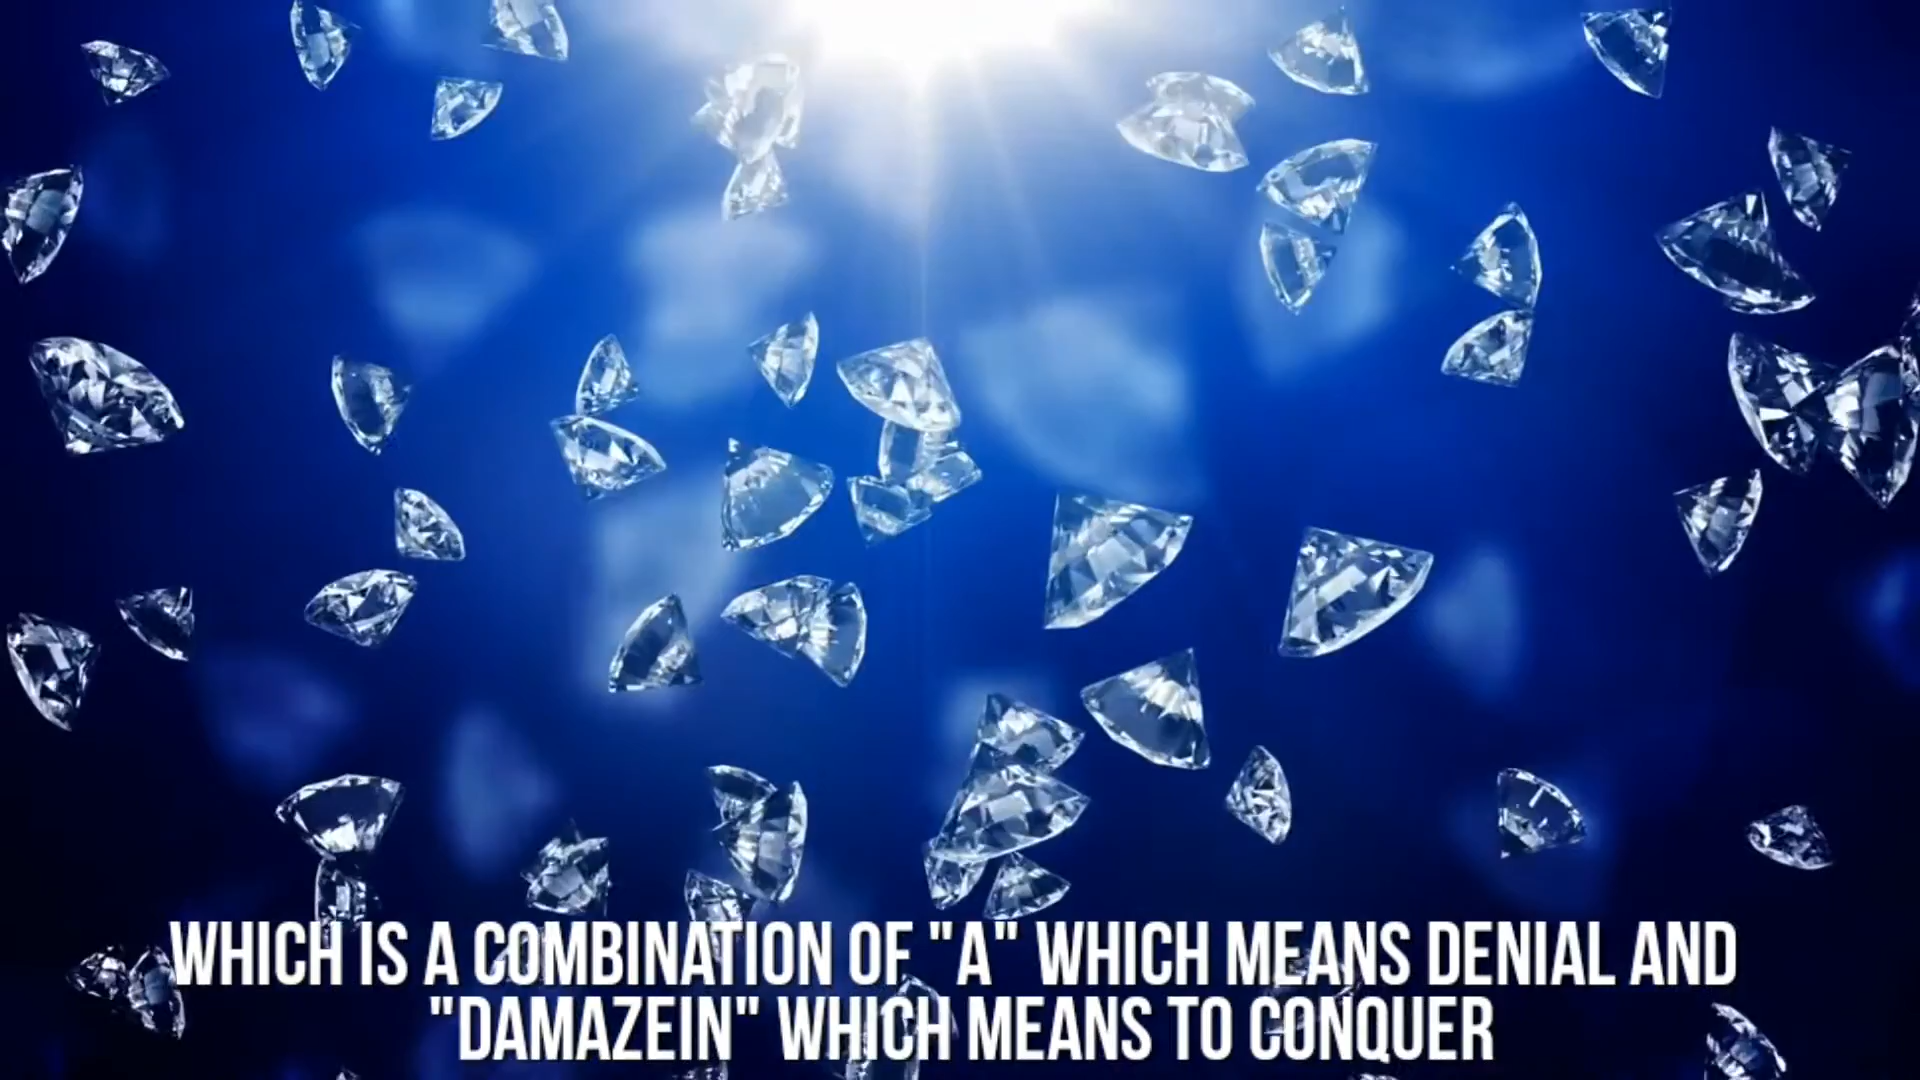 WHICH IS A COMBINATION OF "A" WHICH MEANS DENIAL AND
"DAMAZEIN" WHICH MEANS TO CONQUER